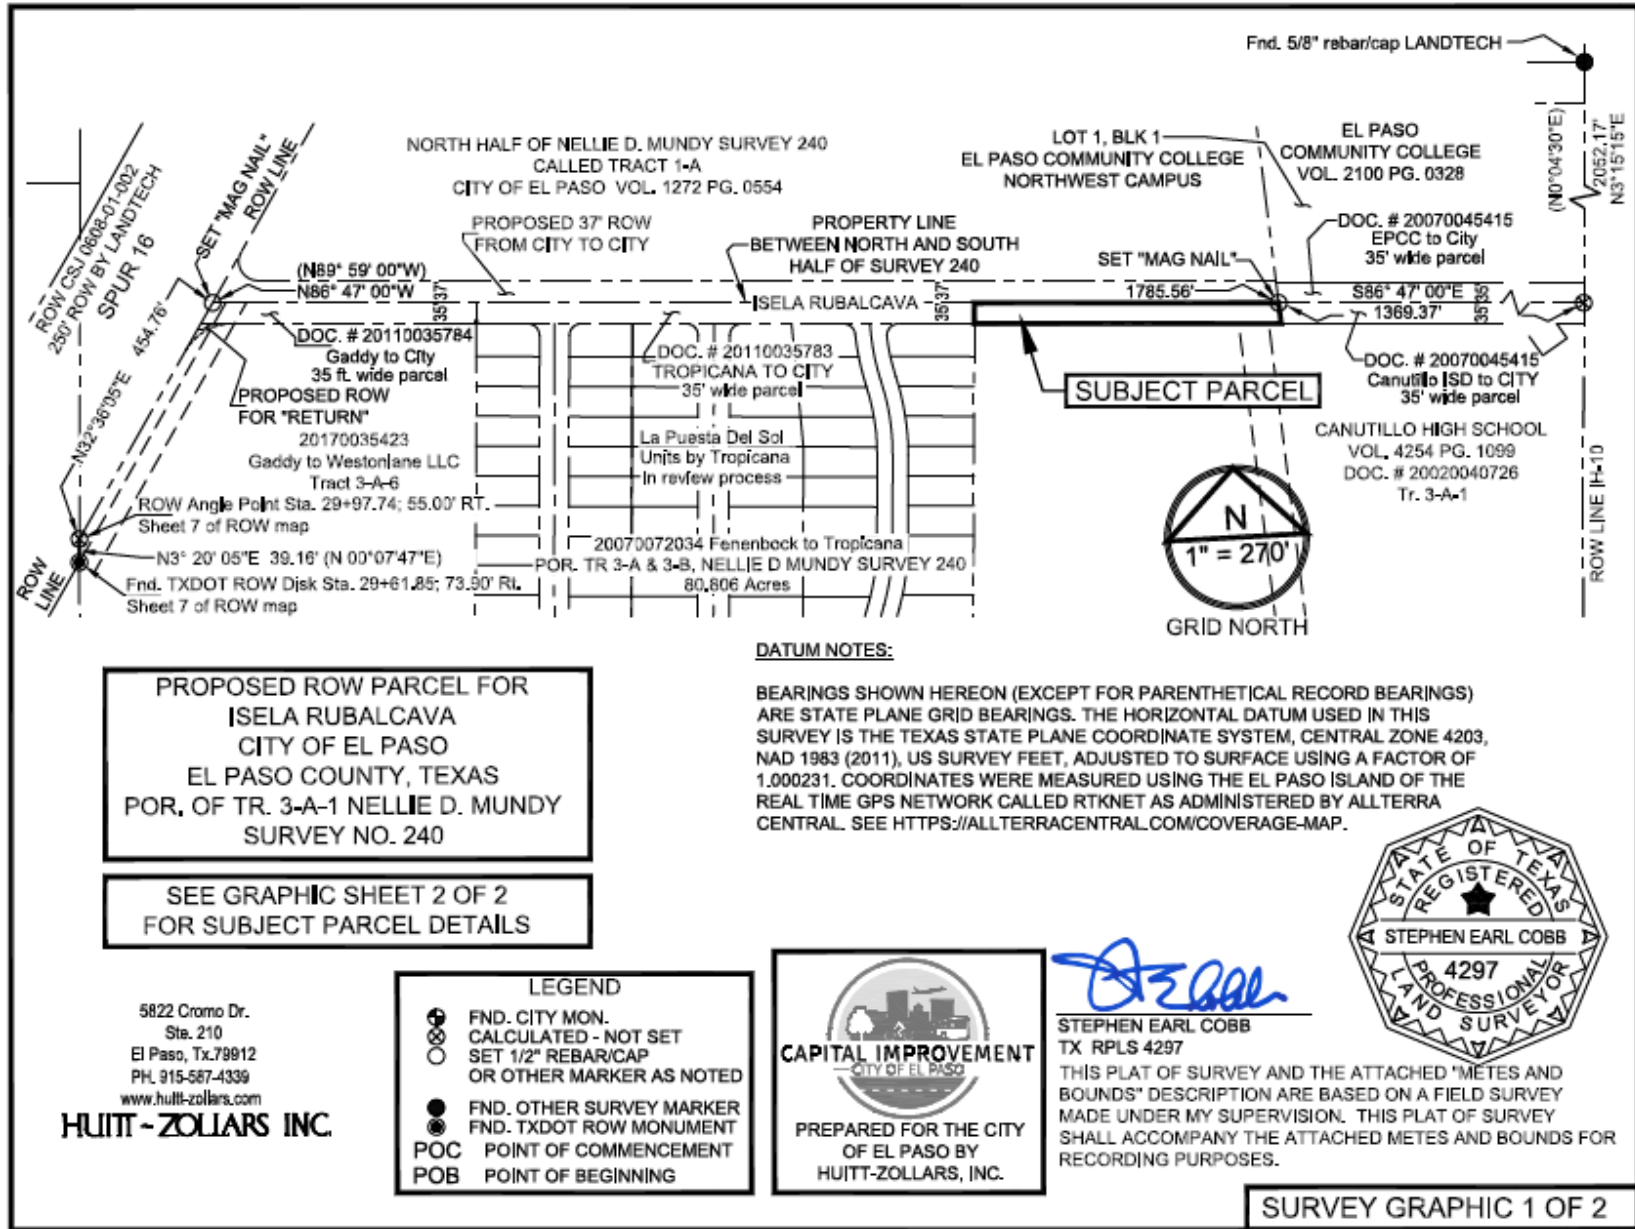 Fnd. 5/8" rebar/cap LANDTECH
(N0°04'30"E)
2052.17'
N3°15'15"E
ROW CSJ 0608-01-002
250' ROW BY LANDTECH
SPUR 16
SET "MAG NAIL"
ROW LINE
NORTH HALF OF NELLIE D. MUNDY SURVEY 240
CALLED TRACT 1-A
CITY OF EL PASO VOL. 1272 PG. 0554
LOT 1, BLK 1
EL PASO COMMUNITY COLLEGE
NORTHWEST CAMPUS
EL PASO
COMMUNITY COLLEGE
VOL. 2100 PG. 0328
PROPOSED 37' ROW
FROM CITY TO CITY
PROPERTY LINE
BETWEEN NORTH AND SOUTH
HALF OF SURVEY 240
DOC. # 20070045415
EPCC to City
35' wide parcel
SET "MAG NAIL"
(N89° 59' 00"W)
N86° 47' 00"W
35'
37'
ISELA RUBALCAVA
35'
37'
1785.56'
S86° 47' 00"E
1369.37'
35'
35'
454.76'
N32°36'05"E
DOC. # 20110035784
Gaddy to City
35 ft. wide parcel
PROPOSED ROW
FOR "RETURN"
20170035423
Gaddy to Westonlane LLC
Tract 3-A-6
DOC. # 20110035783
TROPICANA TO CITY
35' wide parcel
La Puesta Del Sol
Units by Tropicana
In review process
SUBJECT PARCEL
DOC. # 20070045415
Canutillo ISD to CITY
35' wide parcel
CANUTILLO HIGH SCHOOL
VOL. 4254 PG. 1099
DOC. # 20020040726
Tr. 3-A-1
ROW LINE IH-10
ROW Angle Point Sta. 29+97.74; 55.00' RT.
Sheet 7 of ROW map
N3° 20' 05"E 39.16' (N 00°07'47"E)
Fnd. TXDOT ROW Disk Sta. 29+61.85; 73.90' Rt.
Sheet 7 of ROW map
ROW
LINE
20070072034 Fenenbock to Tropicana
POR. TR 3-A & 3-B, NELLIE D MUNDY SURVEY 240
80.806 Acres
N
1" = 270'
GRID NORTH
PROPOSED ROW PARCEL FOR
ISELA RUBALCAVA
CITY OF EL PASO
EL PASO COUNTY, TEXAS
POR. OF TR. 3-A-1 NELLIE D. MUNDY
SURVEY NO. 240
SEE GRAPHIC SHEET 2 OF 2
FOR SUBJECT PARCEL DETAILS
DATUM NOTES:
BEARINGS SHOWN HEREON (EXCEPT FOR PARENTHETICAL RECORD BEARINGS)
ARE STATE PLANE GRID BEARINGS. THE HORIZONTAL DATUM USED IN THIS
SURVEY IS THE TEXAS STATE PLANE COORDINATE SYSTEM, CENTRAL ZONE 4203,
NAD 1983 (2011), US SURVEY FEET, ADJUSTED TO SURFACE USING A FACTOR OF
1.000231. COORDINATES WERE MEASURED USING THE EL PASO ISLAND OF THE
REAL TIME GPS NETWORK CALLED RTKNET AS ADMINISTERED BY ALLTERRA
CENTRAL. SEE HTTPS://ALLTERRACENTRAL.COM/COVERAGE-MAP.
5822 Cromo Dr.
Ste. 210
El Paso, Tx.79912
PH. 915-587-4339
www.huitt-zollars.com
HUITT-ZOLLARS INC.
LEGEND
FND. CITY MON.
CALCULATED - NOT SET
SET 1/2" REBAR/CAP
OR OTHER MARKER AS NOTED
FND. OTHER SURVEY MARKER
FND. TXDOT ROW MONUMENT
POC POINT OF COMMENCEMENT
POB POINT OF BEGINNING
CAPITAL IMPROVEMENT
CITY OF EL PASO
PREPARED FOR THE CITY
OF EL PASO BY
HUITT-ZOLLARS, INC.
STATE OF TEXAS
REGISTERED
STEPHEN EARL COBB
4297
PROFESSIONAL
LAND SURVEYOR
STEPHEN EARL COBB
TX RPLS 4297
THIS PLAT OF SURVEY AND THE ATTACHED "METES AND
BOUNDS" DESCRIPTION ARE BASED ON A FIELD SURVEY
MADE UNDER MY SUPERVISION. THIS PLAT OF SURVEY
SHALL ACCOMPANY THE ATTACHED METES AND BOUNDS FOR
RECORDING PURPOSES.
SURVEY GRAPHIC 1 OF 2